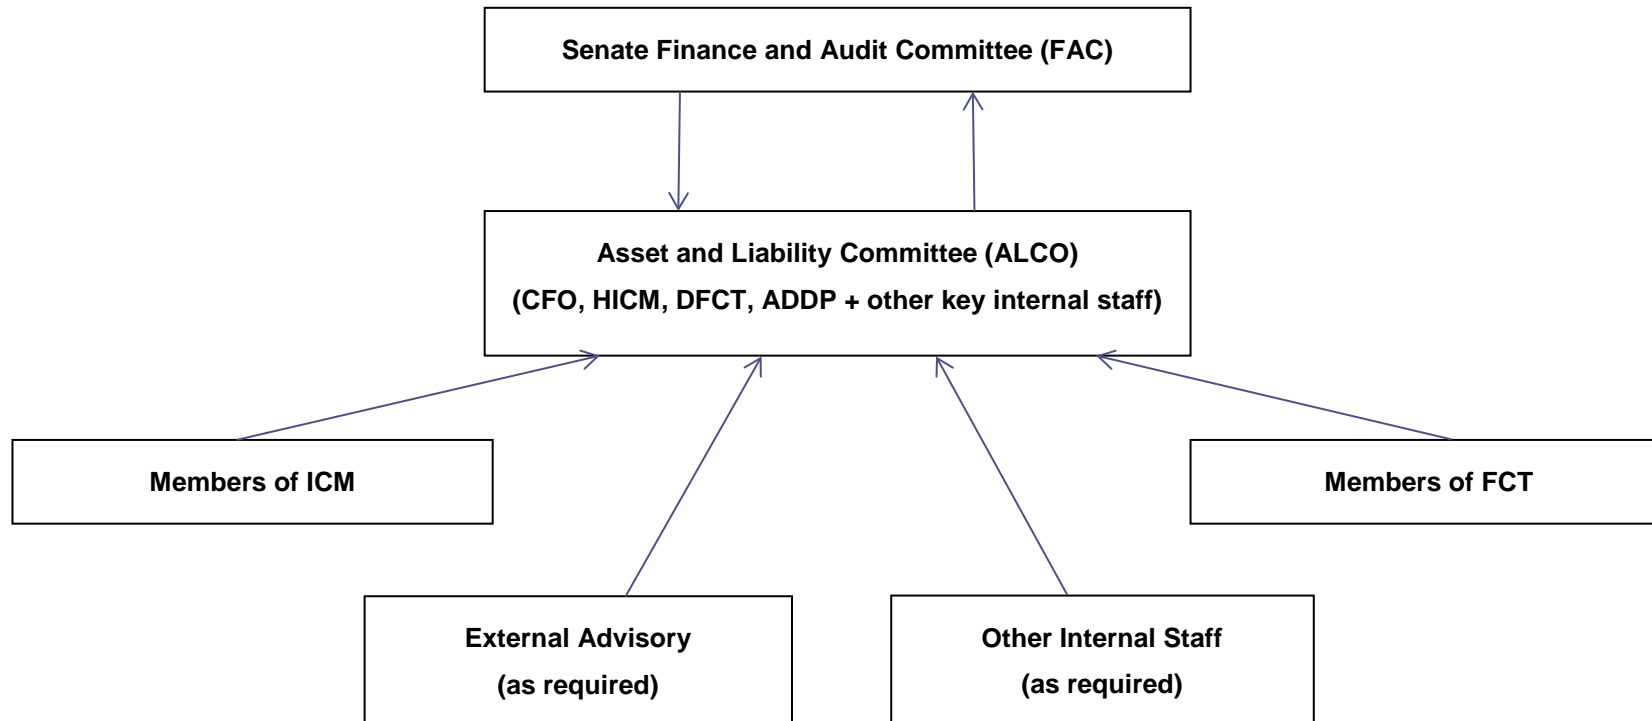 Senate Finance and Audit Committee (FAC)
Asset and Liability Committee (ALCO)
(CFO, HICM, DFCT, ADDP + other key internal staff)
Members of ICM
Members of FCT
External Advisory
(as required)
Other Internal Staff
(as required)